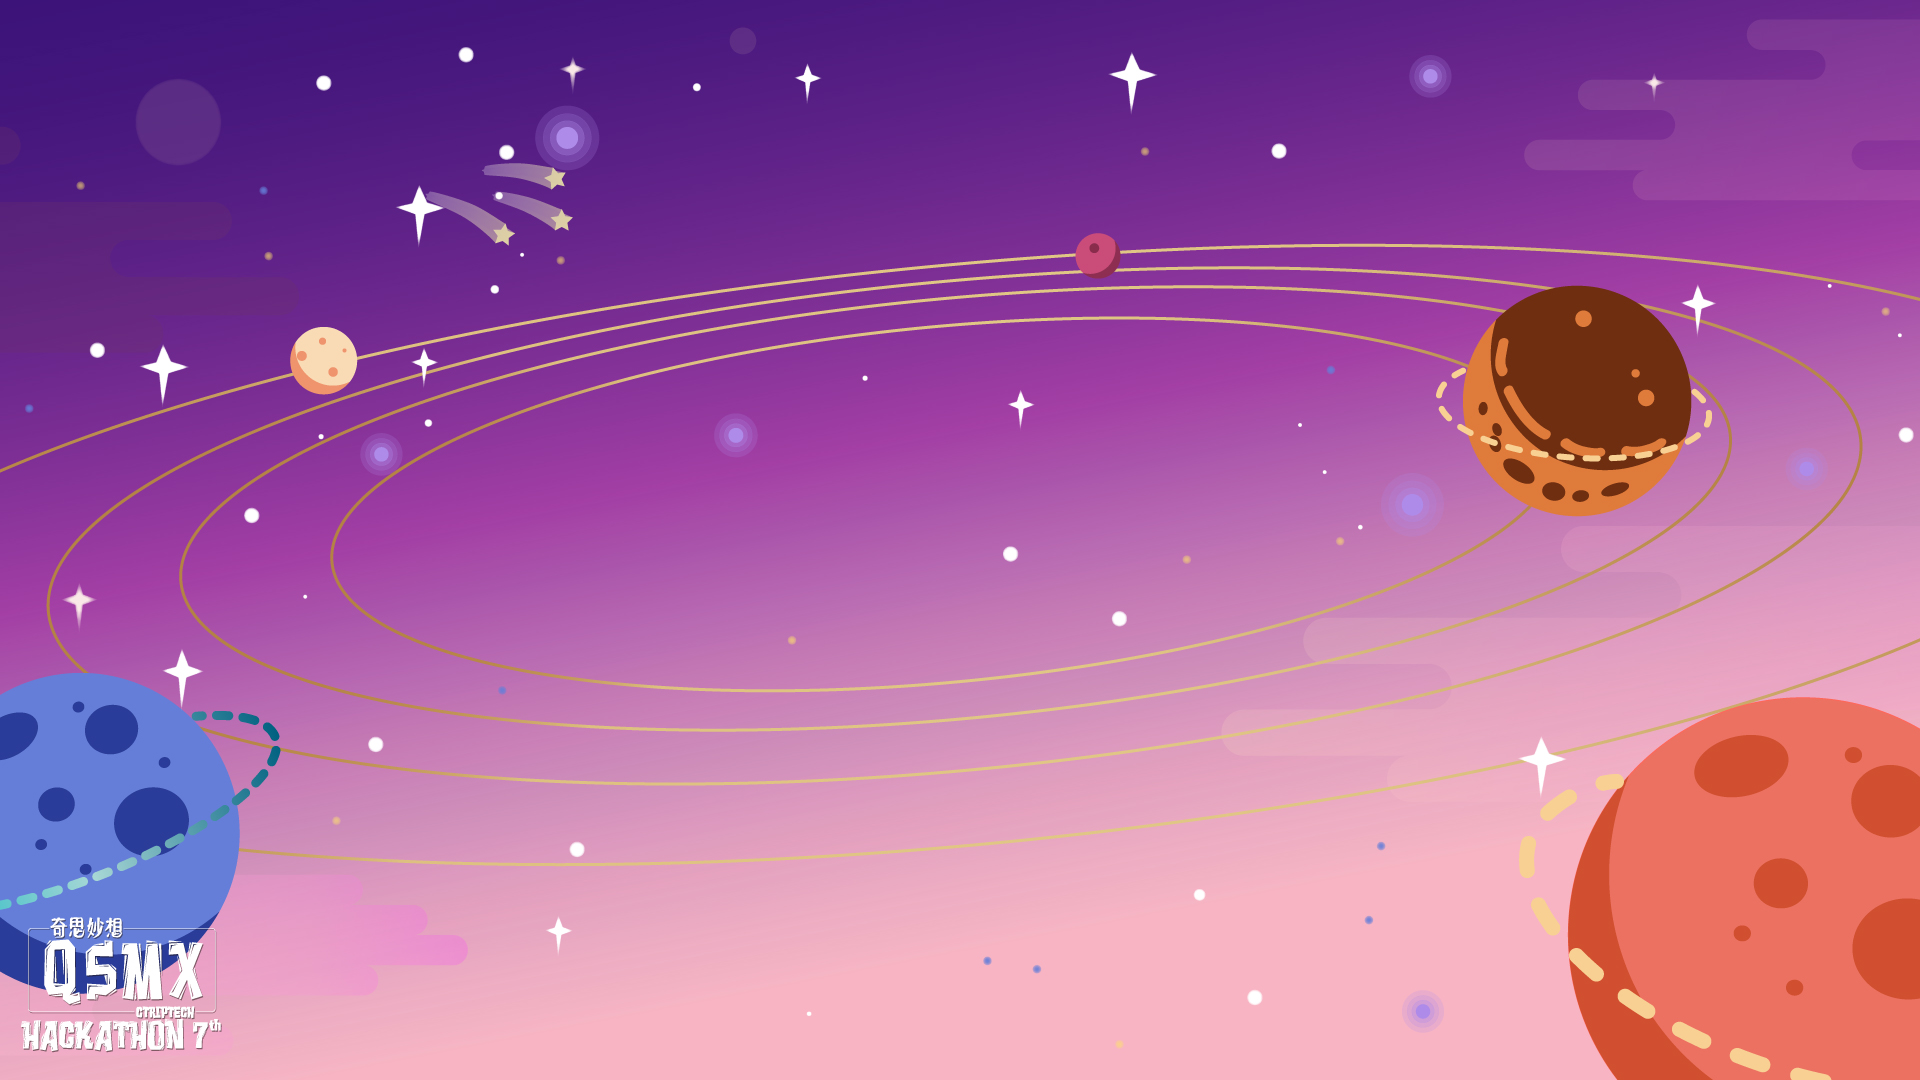 奇思妙想
QSMX
CTRIPTECH
HACKATHON 7th